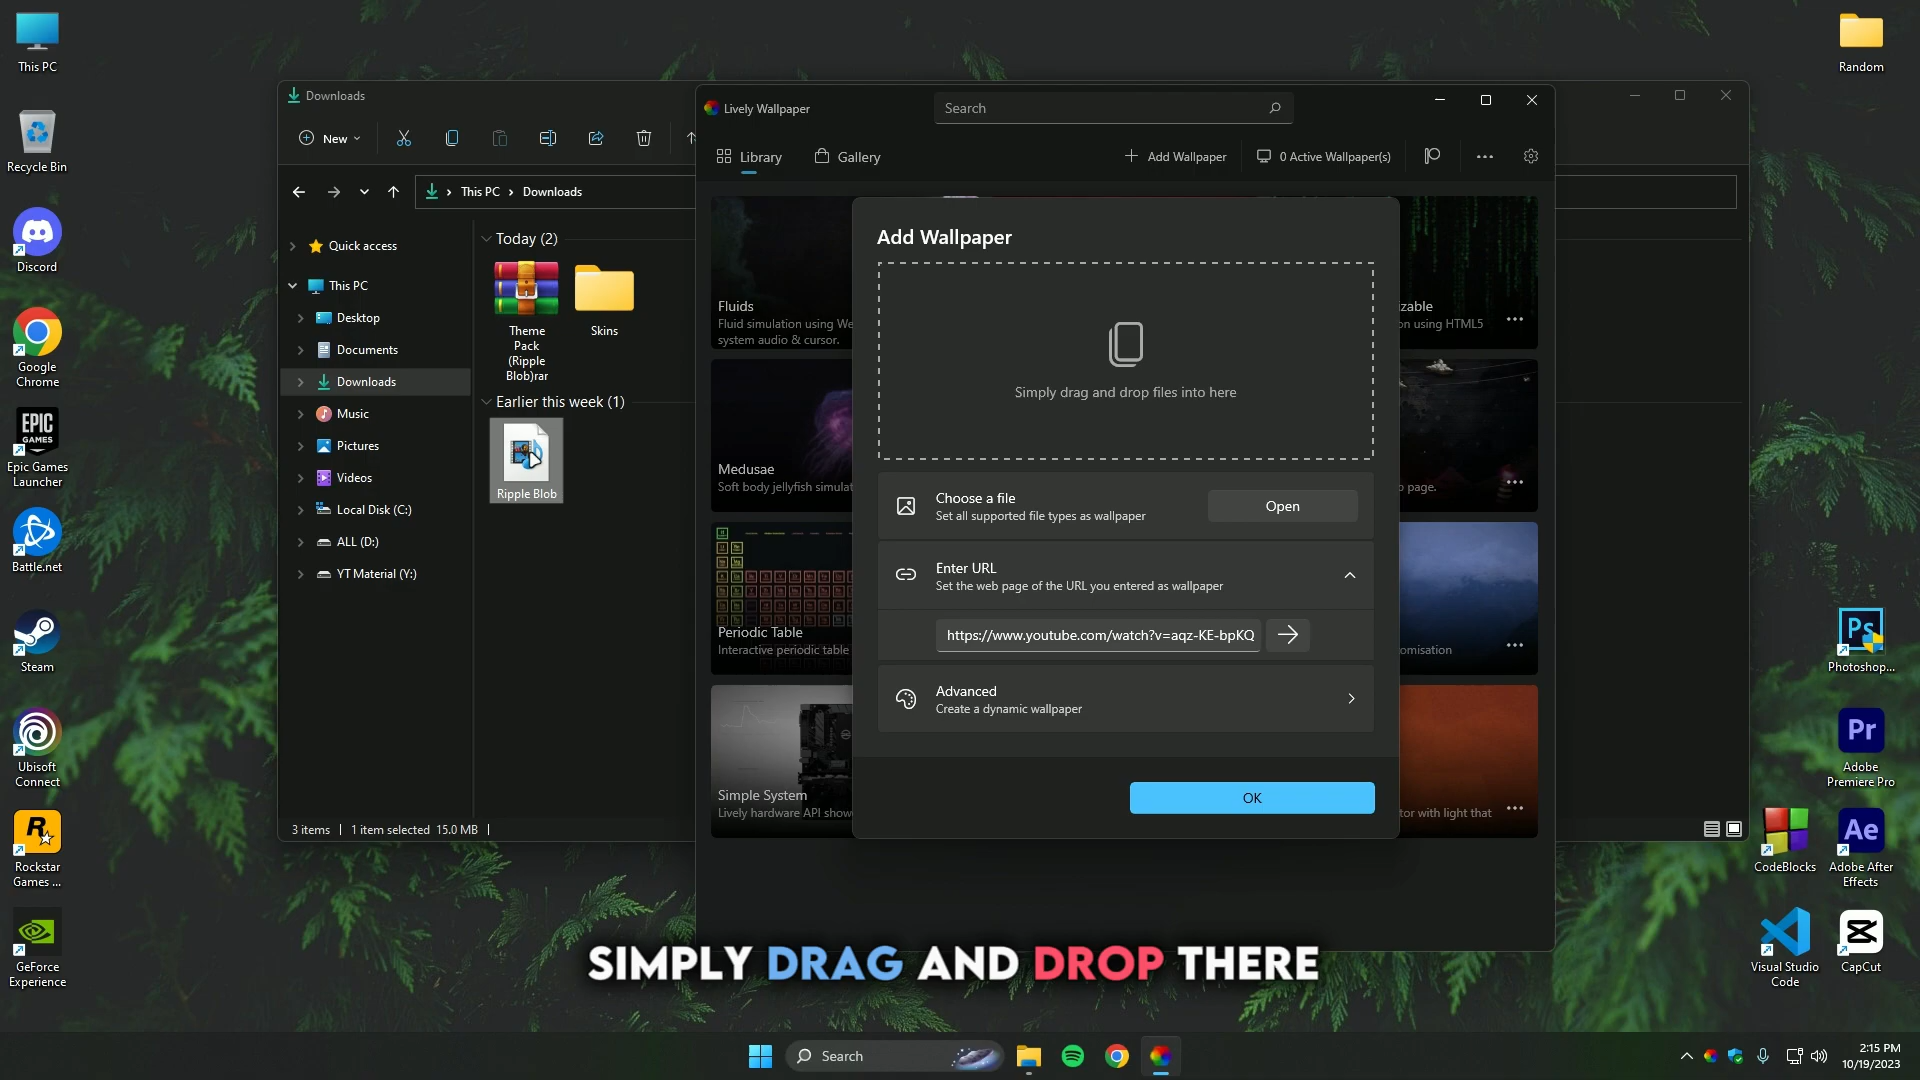 This PC
Recycle Bin
Discord
Google
Chrome
EPIC
GAMES
Epic Games
Launcher
Battle.net
Steam
Ubisoft
Connect
Rockstar
Games ...
GeForce
Experience
Random
Ps
Photoshop...
Pr
Adobe
Premiere Pro
CodeBlocks
Ae
Adobe After
Effects
Visual Studio
Code
CapCut
Downloads
New
This PC > Downloads
Quick access
This PC
Desktop
Documents
Downloads
Music
Pictures
Videos
Local Disk (C:)
ALL (D:)
YT Material (Y:)
Today (2)
Theme
Pack
(Ripple
Blob)rar
Skins
Earlier this week (1)
Ripple Blob
3 items
1 item selected 15.0 MB
Lively Wallpaper
Search
Library
Gallery
Add Wallpaper
0 Active Wallpaper(s)
Fluids
Fluid simulation using We
system audio & cursor.
Medusae
Soft body jellyfish simulat
Periodic Table
Interactive periodic table
Simple System
Lively hardware API show
izable
on using HTML5
page.
omisation
tor with light that
Add Wallpaper
Simply drag and drop files into here
Choose a file
Set all supported file types as wallpaper
Open
Enter URL
Set the web page of the URL you entered as wallpaper
https://www.youtube.com/watch?v=aqz-KE-bpKQ
Advanced
Create a dynamic wallpaper
OK
SIMPLY DRAG AND DROP THERE
Search
2:15 PM
10/19/2023